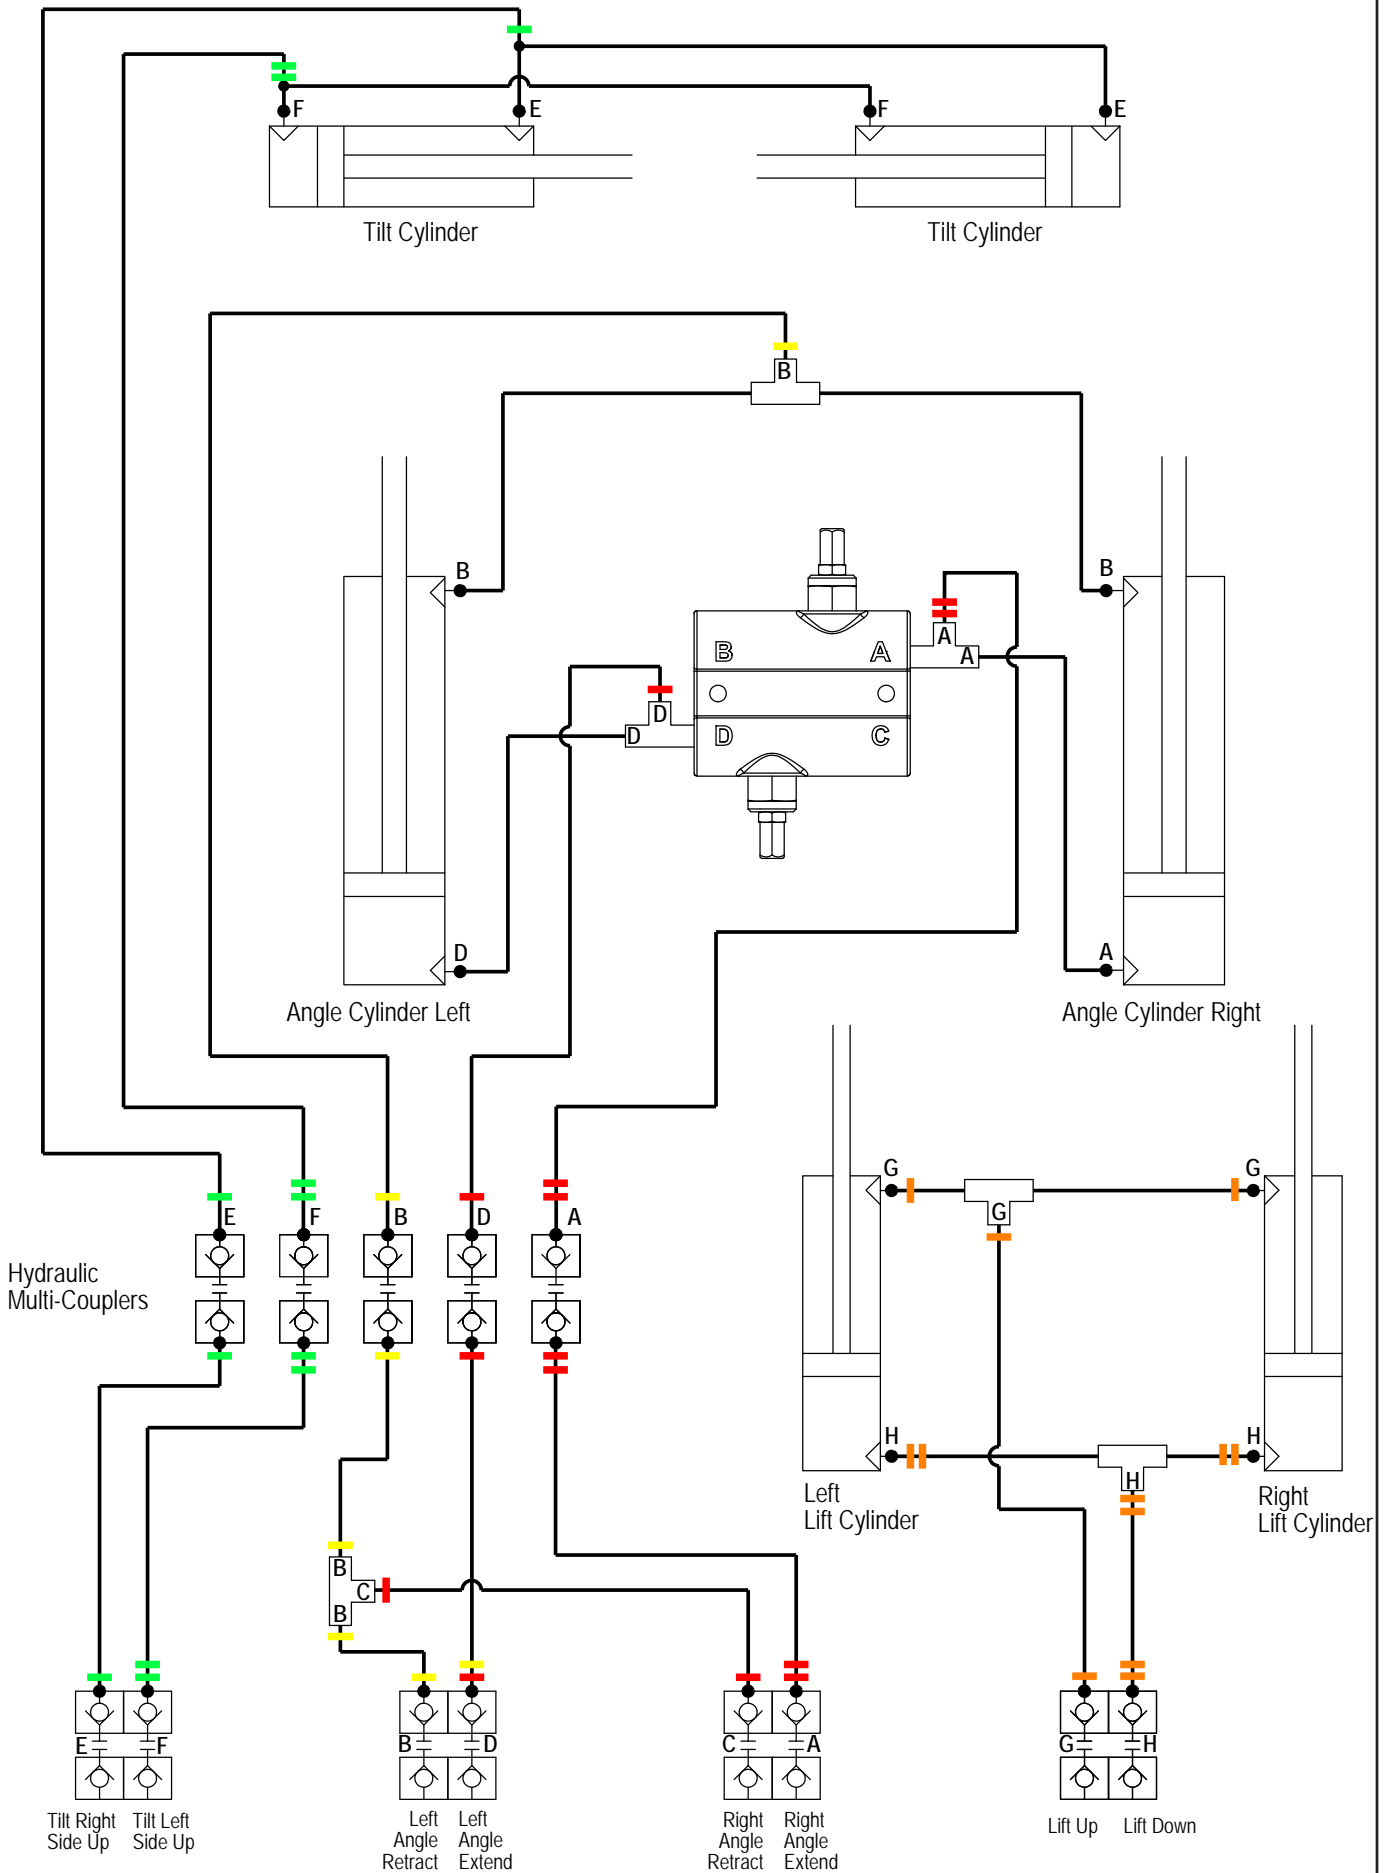 F
E
F
E
Tilt Cylinder
Tilt Cylinder
B
B
B
A
B
A
A
D
D
D
C
D
A
Angle Cylinder Left
Angle Cylinder Right
G
G
G
E
F
B
D
A
Hydraulic
Multi-Couplers
H
H
H
Left
Lift Cylinder
Right
Lift Cylinder
B
C
B
E
F
B
D
C
A
G
H
Tilt Right
Side Up
Tilt Left
Side Up
Left
Angle
Retract
Left
Angle
Extend
Right
Angle
Retract
Right
Angle
Extend
Lift Up
Lift Down